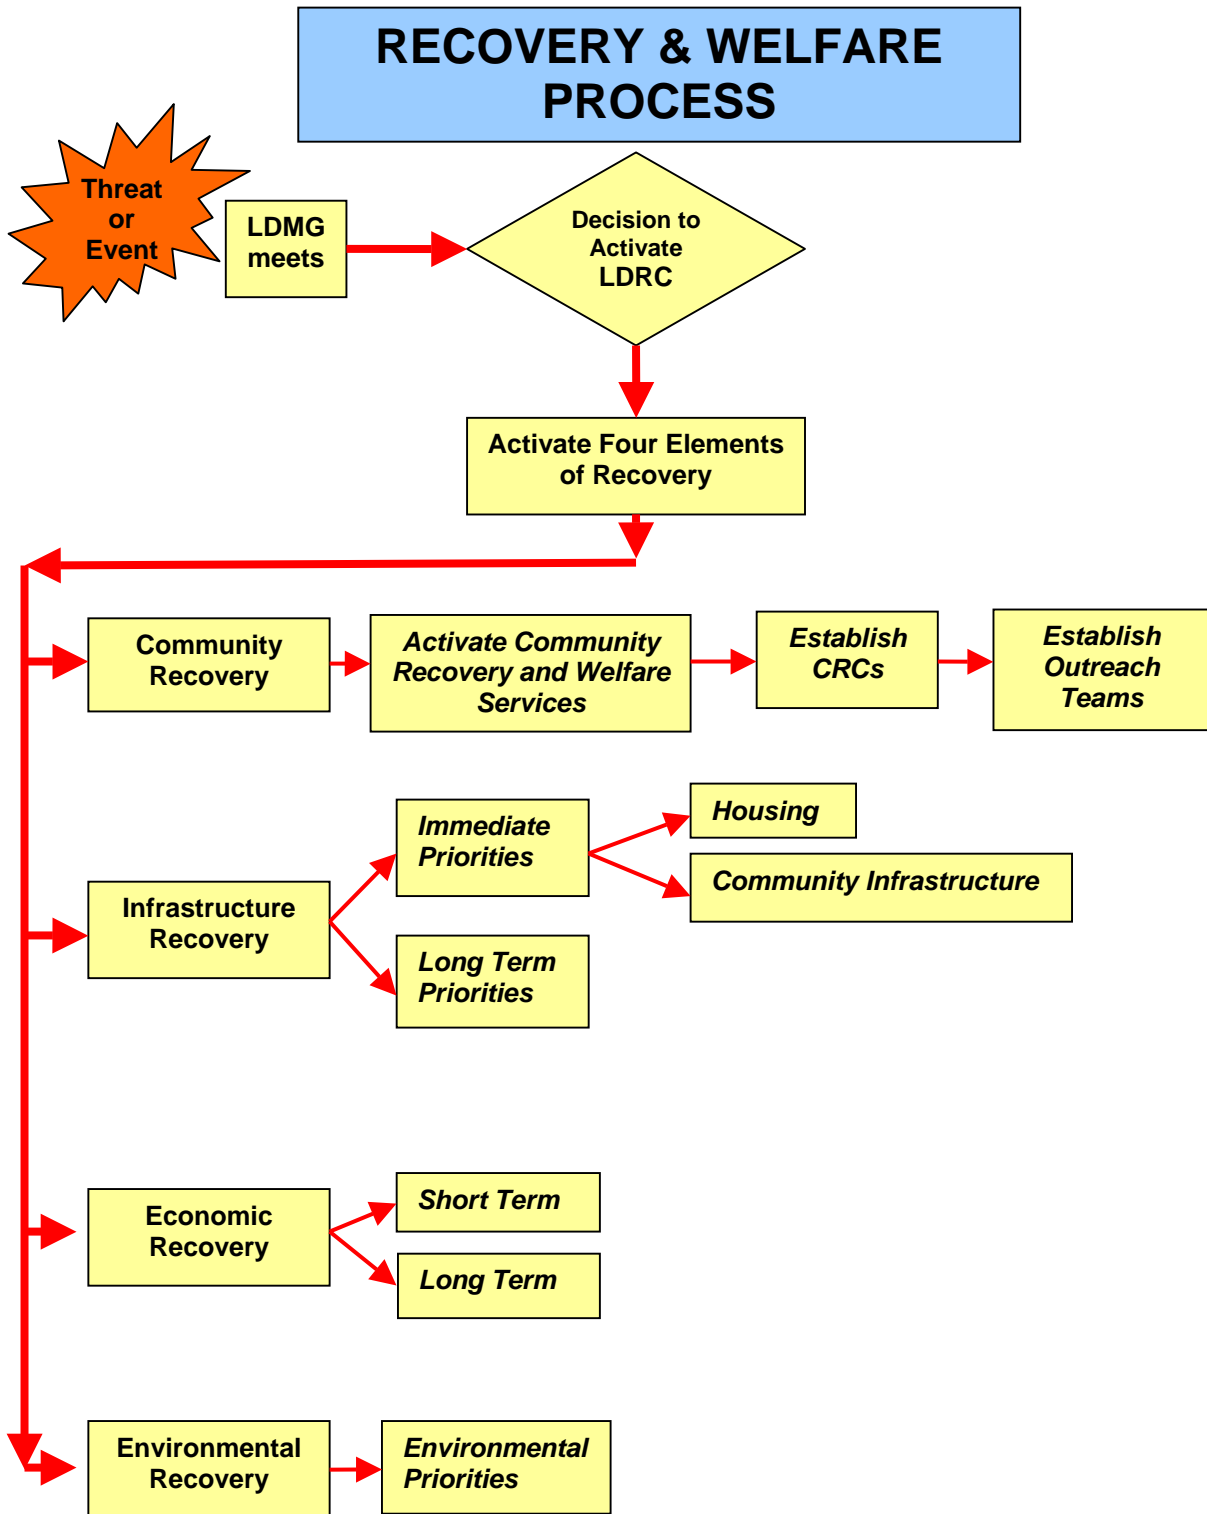 RECOVERY & WELFARE
PROCESS
Threat
or
Event
LDMG
meets
Decision to
Activate
LDRC
Activate Four Elements
of Recovery
Community
Recovery
Activate Community
Recovery and Welfare
Services
Establish
CRCs
Establish
Outreach
Teams
Infrastructure
Recovery
Immediate
Priorities
Housing
Community Infrastructure
Long Term
Priorities
Economic
Recovery
Short Term
Long Term
Environmental
Recovery
Environmental
Priorities